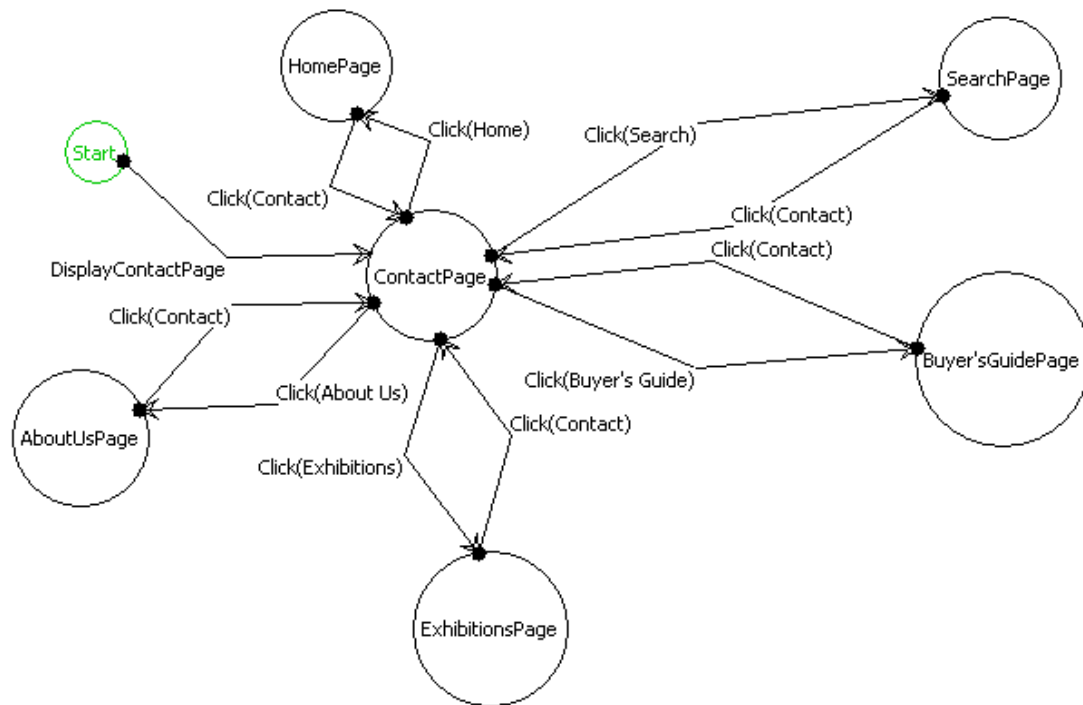 HomePage
SearchPage
Click(Home)
Click(Search)
Start
Click(Contact)
Click(Contact)
Click(Contact)
DisplayContactPage
ContactPage
Click(Contact)
Buyer'sGuidePage
Click(Buyer's Guide)
Click(About Us)
Click(Contact)
AboutUsPage
Click(Exhibitions)
ExhibitionsPage